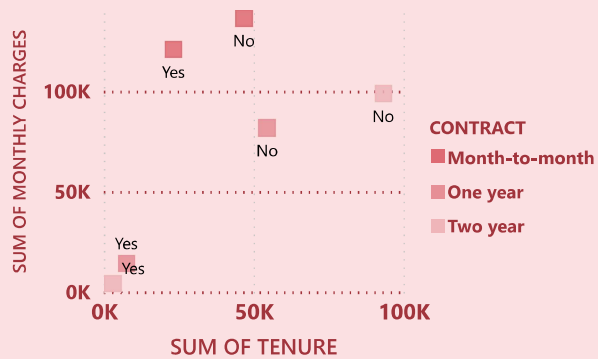 SUM OF MONTHLY CHARGES
No
Yes
100K
No
No
CONTRACT
Month-to-month
One year
Two year
50K
Yes
Yes
0K
0K
50K
100K
SUM OF TENURE